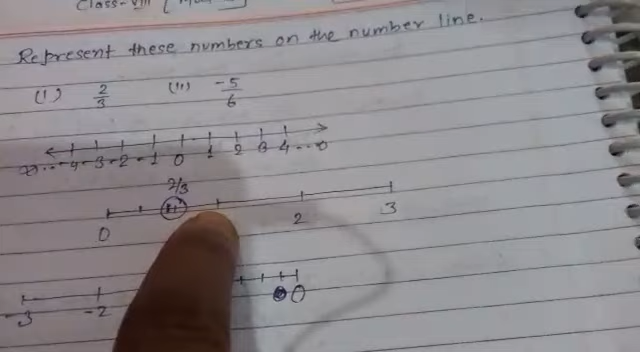 Class-VIII
Represent these numbers on the number line.
(i) 2/3 (ii) -5/6
∞...-4 -3 -2 -1 0 1 2 3 4...∞
2/3
0 2 3
-3 -2 0